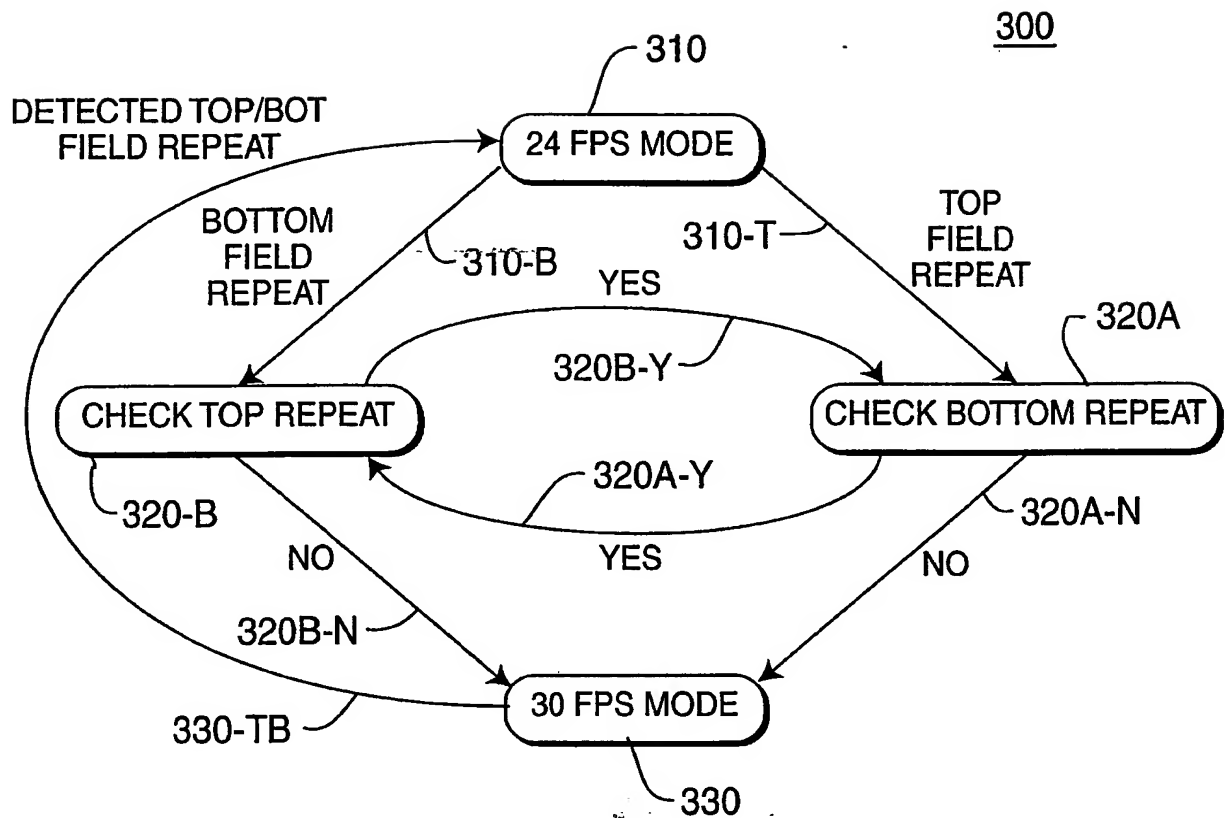 300
310
DETECTED TOP/BOT
FIELD REPEAT
24 FPS MODE
BOTTOM
FIELD
REPEAT
310-B
310-T
TOP
FIELD
REPEAT
YES
320B-Y
320A
CHECK TOP REPEAT
CHECK BOTTOM REPEAT
320-B
320A-Y
320A-N
NO
YES
NO
320B-N
30 FPS MODE
330-TB
330